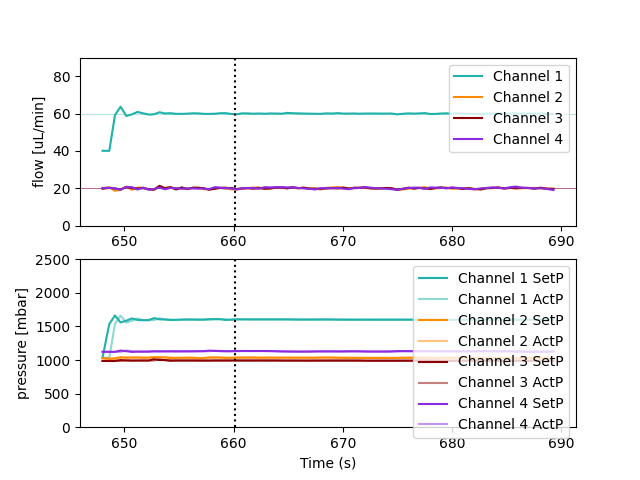 flow [uL/min]
80
60
40
20
0
Channel 1
Channel 2
Channel 3
Channel 4
650 660 670 680 690
pressure [mbar]
2500
2000
1500
1000
500
0
Channel 1 SetP
Channel 1 ActP
Channel 2 SetP
Channel 2 ActP
Channel 3 SetP
Channel 3 ActP
Channel 4 SetP
Channel 4 ActP
650 660 670 680 690
Time (s)